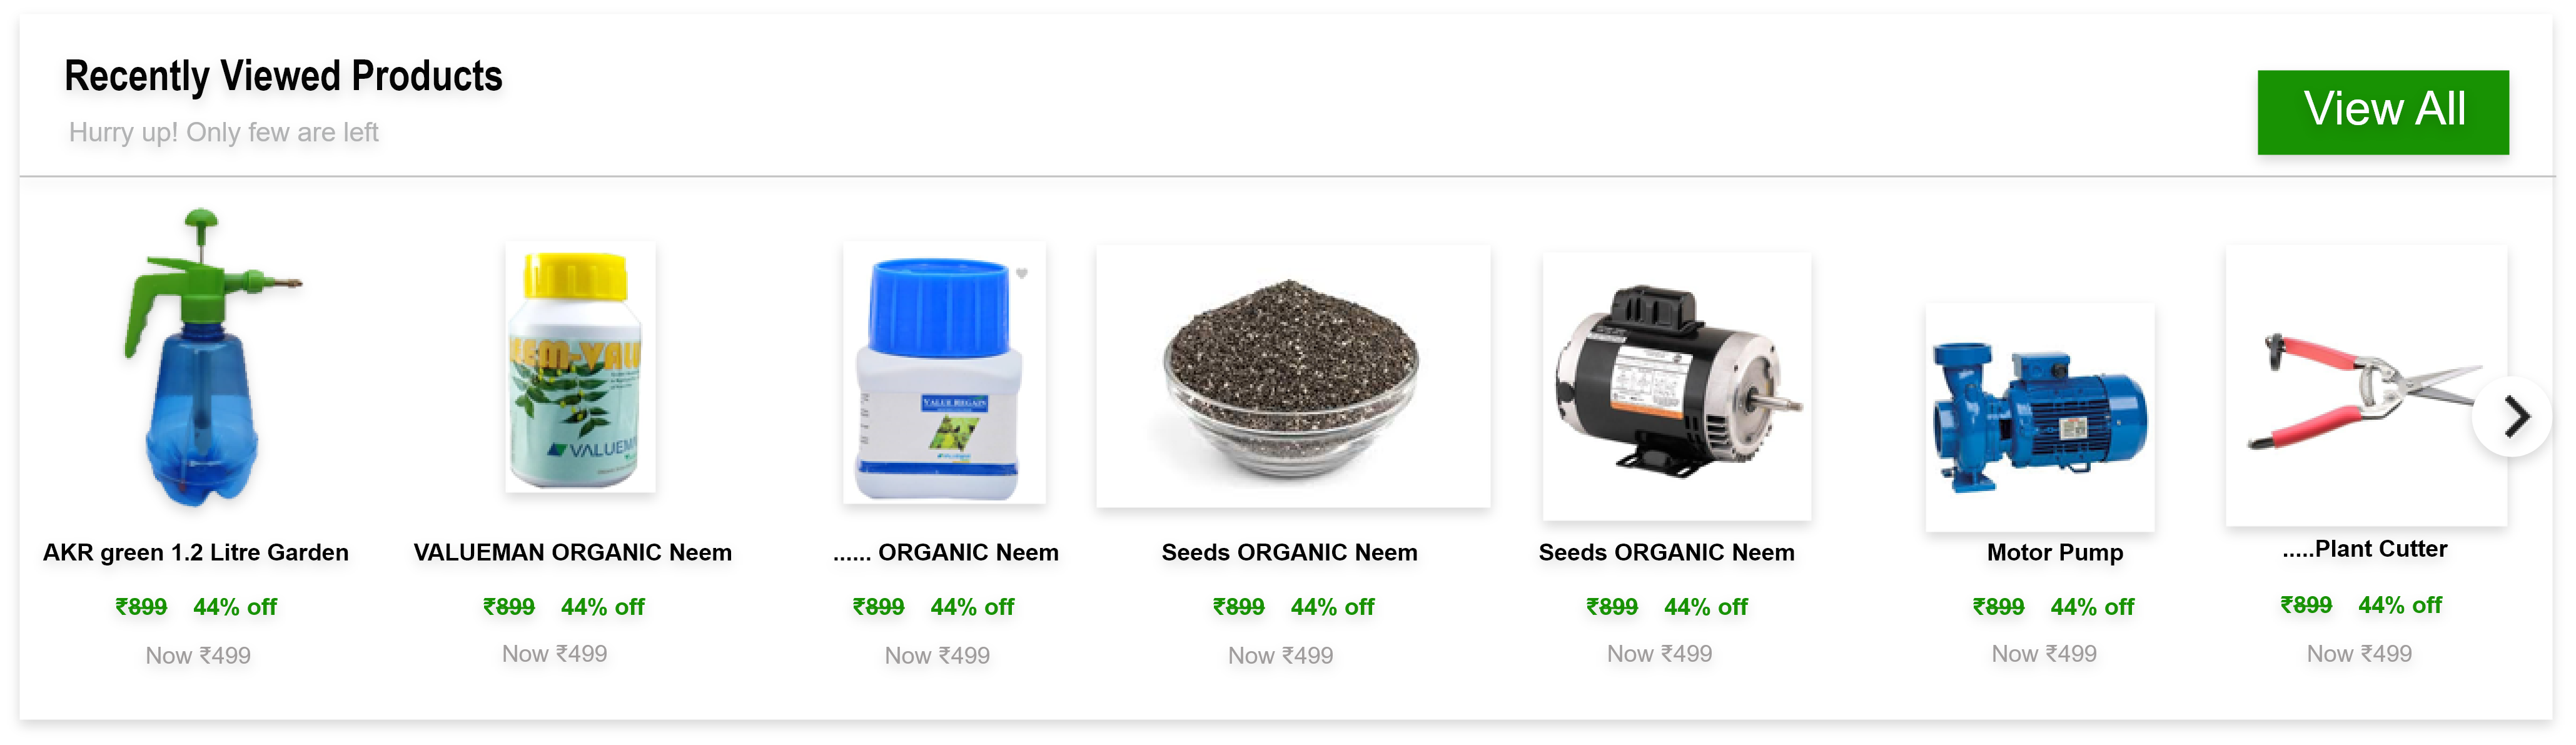 Recently Viewed Products
Hurry up! Only few are left
View All
VALUE REGAIN
AKR green 1.2 Litre Garden
VALUEMAN ORGANIC Neem
...... ORGANIC Neem
Seeds ORGANIC Neem
Seeds ORGANIC Neem
Motor Pump
.....Plant Cutter
₹899 44% off
₹899 44% off
₹899 44% off
₹899 44% off
₹899 44% off
₹899 44% off
₹899 44% off
Now ₹499
Now ₹499
Now ₹499
Now ₹499
Now ₹499
Now ₹499
Now ₹499